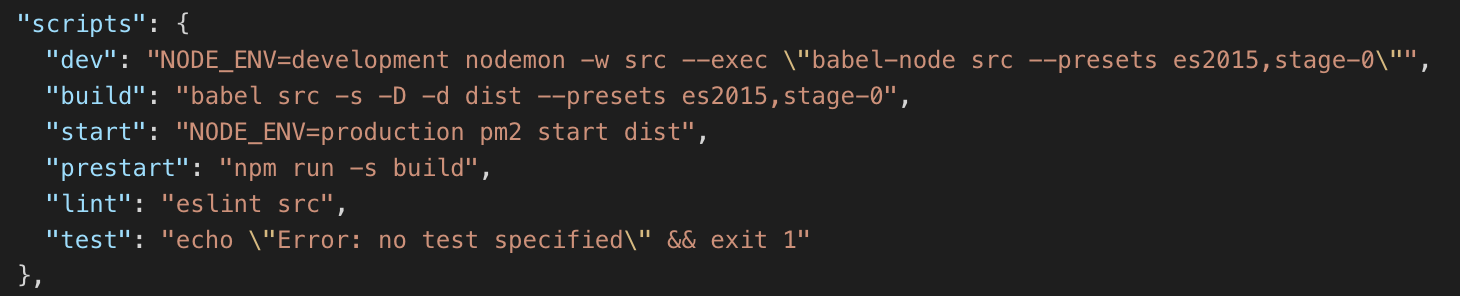 "scripts": {
"dev": "NODE_ENV=development nodemon -w src --exec \"babel-node src --presets es2015,stage-0\"",
"build": "babel src -s -D -d dist --presets es2015,stage-0",
"start": "NODE_ENV=production pm2 start dist",
"prestart": "npm run -s build",
"lint": "eslint src",
"test": "echo \"Error: no test specified\" && exit 1"
},